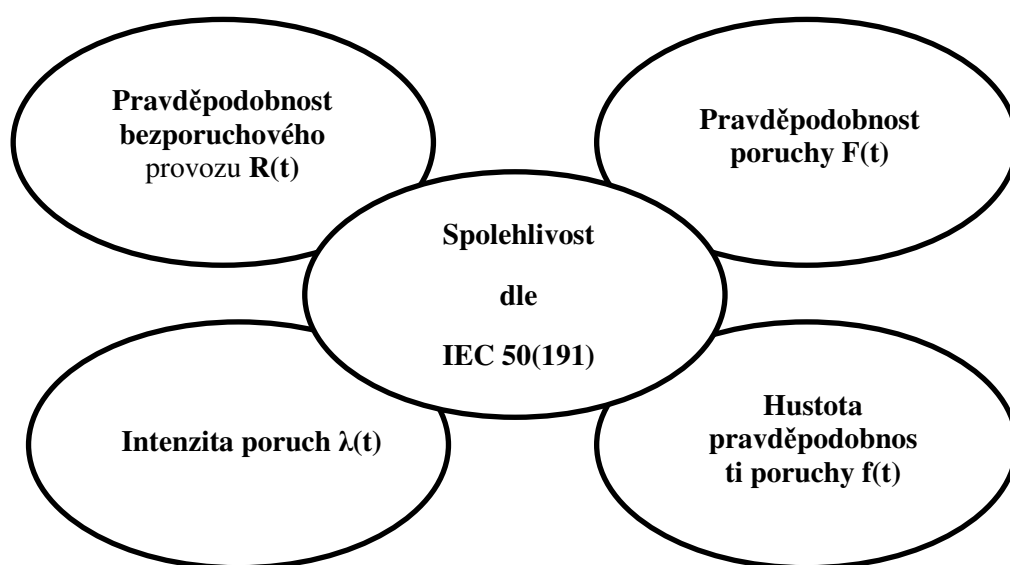 Pravděpodobnost
bezporuchového
provozu R(t)
Pravděpodobnost
poruchy F(t)
Spolehlivost
dle
IEC 50(191)
Intenzita poruch λ(t)
Hustota
pravděpodobnos
ti poruchy f(t)